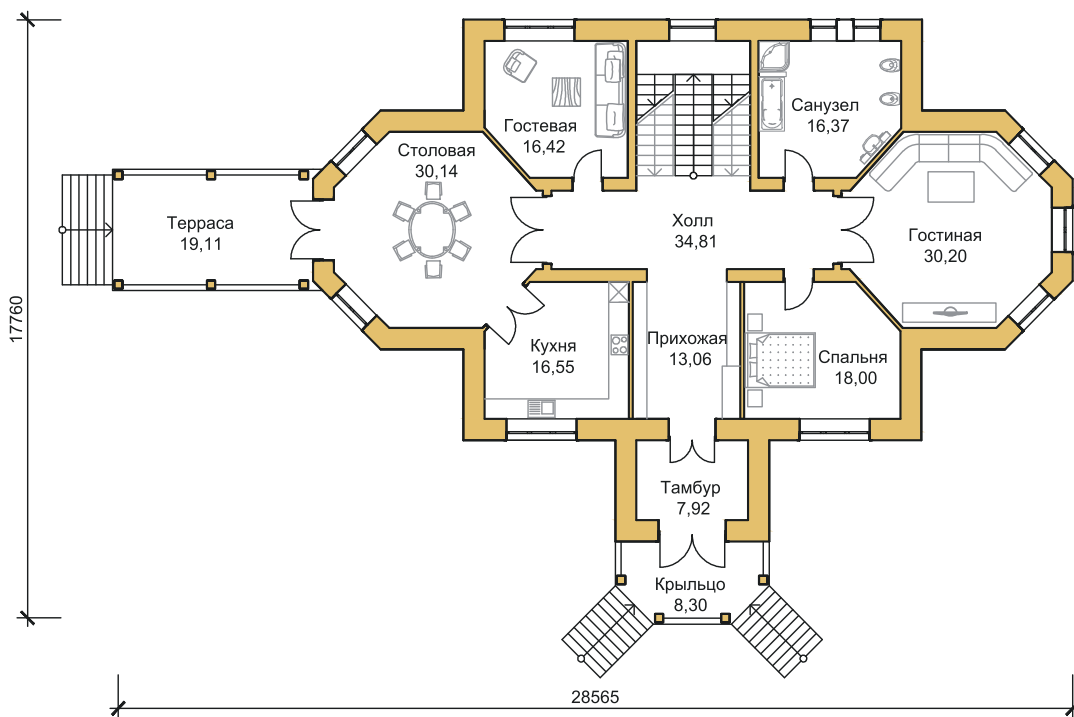 Гостевая
16,42
Санузел
16,37
Столовая
30,14
Терраса
19,11
Холл
34,81
Гостиная
30,20
17760
Кухня
16,55
Прихожая
13,06
Спальня
18,00
Тамбур
7,92
Крыльцо
8,30
28565